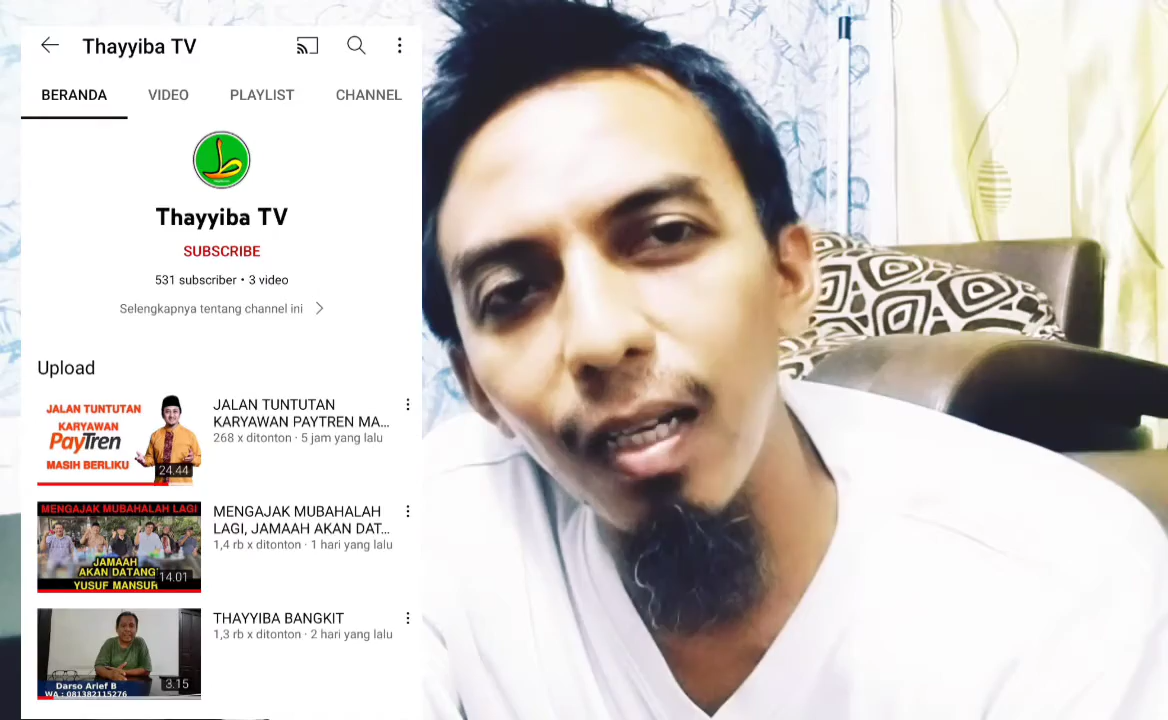 Thayyiba TV
BERANDA VIDEO PLAYLIST CHANNEL
Thayyiba TV
SUBSCRIBE
531 subscriber • 3 video
Selengkapnya tentang channel ini
Upload
JALAN TUNTUTAN
KARYAWAN
PayTren
MASIH BERLIKU
24.44
JALAN TUNTUTAN
KARYAWAN PAYTREN MA...
268 x ditonton · 5 jam yang lalu
MENGAJAK MUBAHALAH LAGI
JAMAAH
AKAN DATANG
14.01
YUSUF MANSUR
MENGAJAK MUBAHALAH
LAGI, JAMAAH AKAN DAT...
1,4 rb x ditonton · 1 hari yang lalu
3.15
Darso Arief B
WA : 081382115276
THAYYIBA BANGKIT
1,3 rb x ditonton · 2 hari yang lalu